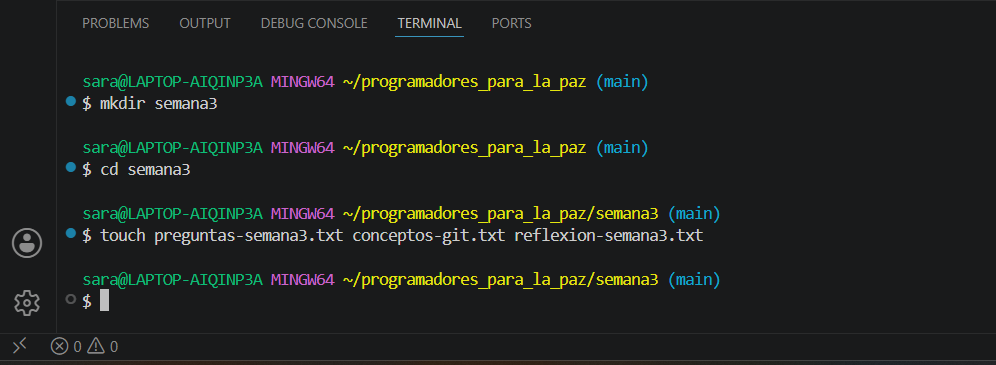 PROBLEMS OUTPUT DEBUG CONSOLE TERMINAL PORTS
sara@LAPTOP-AIQINP3A MINGW64 ~/programadores_para_la_paz (main)
$ mkdir semana3
sara@LAPTOP-AIQINP3A MINGW64 ~/programadores_para_la_paz (main)
$ cd semana3
sara@LAPTOP-AIQINP3A MINGW64 ~/programadores_para_la_paz/semana3 (main)
$ touch preguntas-semana3.txt conceptos-git.txt reflexion-semana3.txt
sara@LAPTOP-AIQINP3A MINGW64 ~/programadores_para_la_paz/semana3 (main)
$
0 0